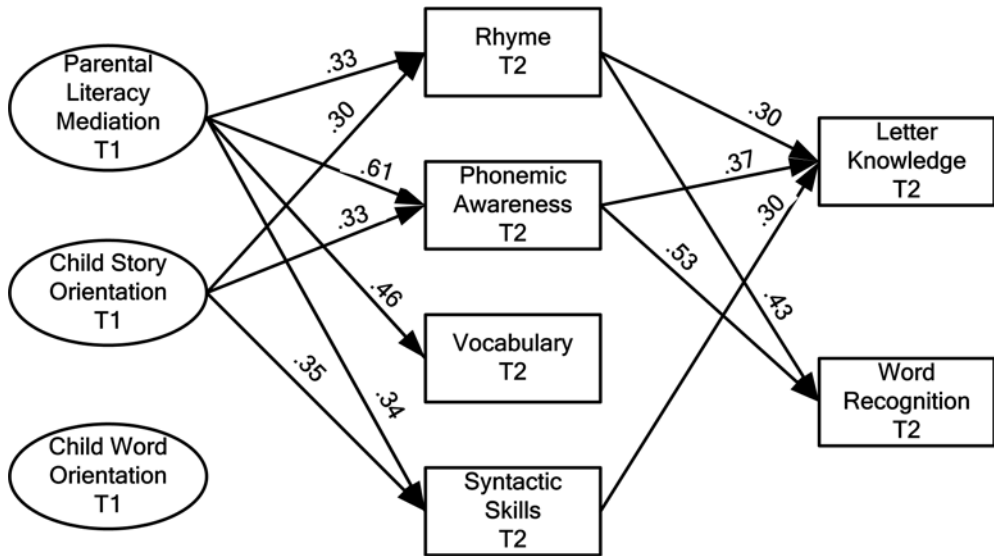 Parental
Literacy
Mediation
T1
Child Story
Orientation
T1
Child Word
Orientation
T1
.33
.30
.61
.33
.46
.35
.34
Rhyme
T2
Phonemic
Awareness
T2
Vocabulary
T2
Syntactic
Skills
T2
.30
.37
.30
.53
.43
Letter
Knowledge
T2
Word
Recognition
T2